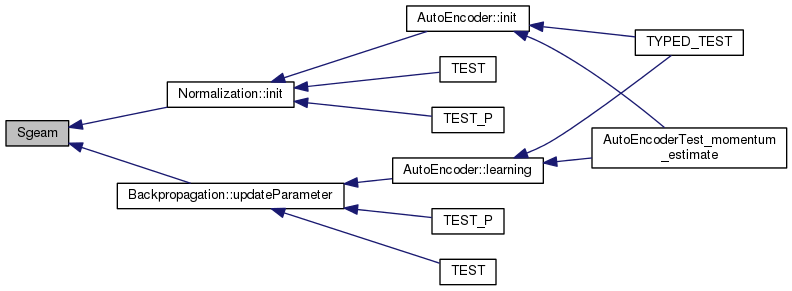 AutoEncoder::init
TYPED_TEST
TEST
Normalization::init
TEST_P
Sgeam
AutoEncoderTest_momentum
_estimate
AutoEncoder::learning
Backpropagation::updateParameter
TEST_P
TEST